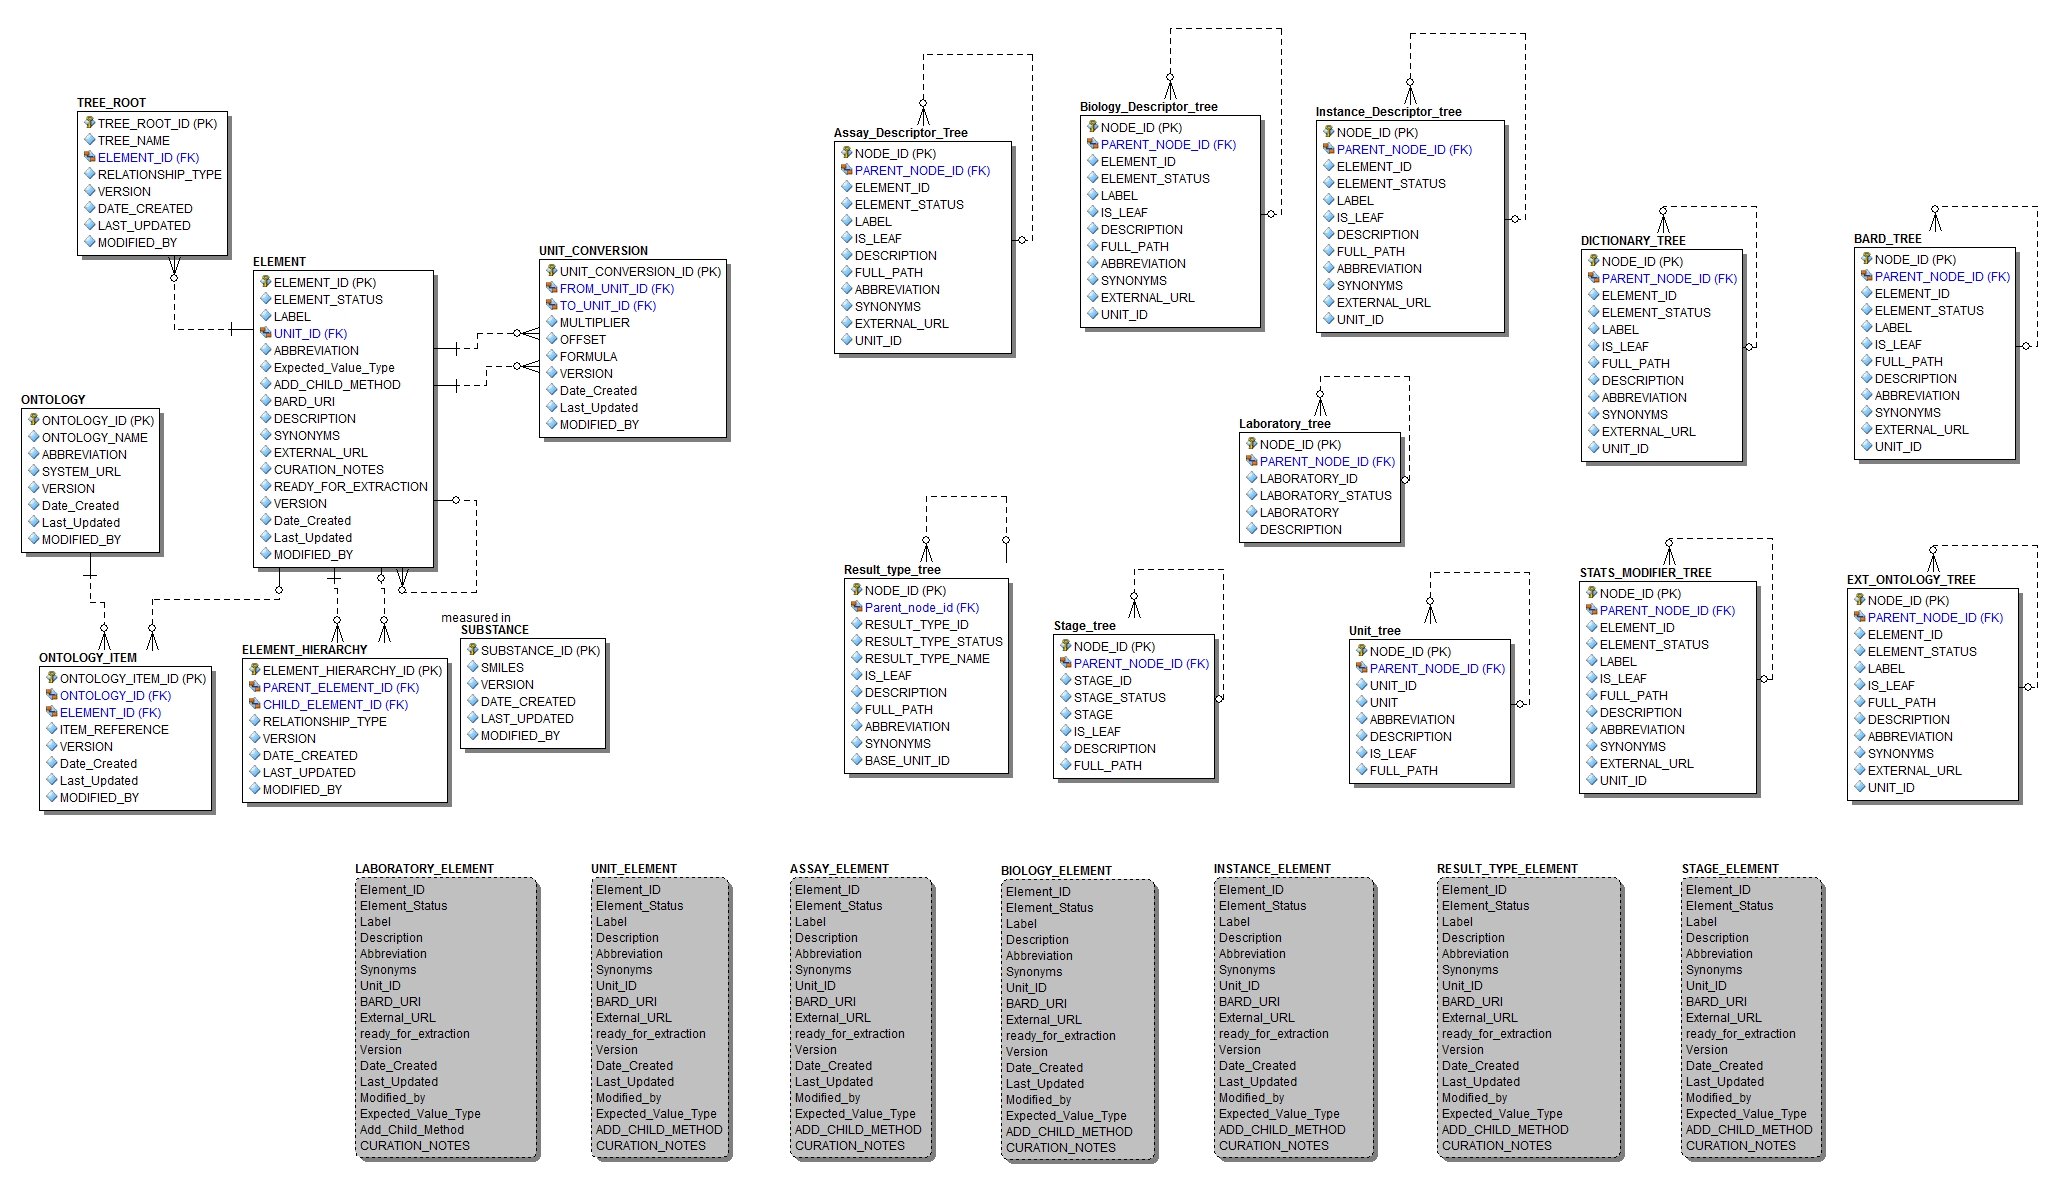 TREE_ROOT
TREE_ROOT_ID (PK)
TREE_NAME
ELEMENT_ID (FK)
RELATIONSHIP_TYPE
VERSION
DATE_CREATED
LAST_UPDATED
MODIFIED_BY
ELEMENT
ELEMENT_ID (PK)
ELEMENT_STATUS
LABEL
UNIT_ID (FK)
ABBREVIATION
Expected_Value_Type
ADD_CHILD_METHOD
BARD_URI
DESCRIPTION
SYNONYMS
EXTERNAL_URL
CURATION_NOTES
READY_FOR_EXTRACTION
VERSION
Date_Created
Last_Updated
MODIFIED_BY
UNIT_CONVERSION
UNIT_CONVERSION_ID (PK)
FROM_UNIT_ID (FK)
TO_UNIT_ID (FK)
MULTIPLIER
OFFSET
FORMULA
VERSION
Date_Created
Last_Updated
MODIFIED_BY
ONTOLOGY
ONTOLOGY_ID (PK)
ONTOLOGY_NAME
ABBREVIATION
SYSTEM_URL
VERSION
Date_Created
Last_Updated
MODIFIED_BY
ONTOLOGY_ITEM
ONTOLOGY_ITEM_ID (PK)
ONTOLOGY_ID (FK)
ELEMENT_ID (FK)
ITEM_REFERENCE
VERSION
Date_Created
Last_Updated
MODIFIED_BY
ELEMENT_HIERARCHY
ELEMENT_HIERARCHY_ID (PK)
PARENT_ELEMENT_ID (FK)
CHILD_ELEMENT_ID (FK)
RELATIONSHIP_TYPE
VERSION
DATE_CREATED
LAST_UPDATED
MODIFIED_BY
measured in
SUBSTANCE
SUBSTANCE_ID (PK)
SMILES
VERSION
DATE_CREATED
LAST_UPDATED
MODIFIED_BY
Assay_Descriptor_Tree
NODE_ID (PK)
PARENT_NODE_ID (FK)
ELEMENT_ID
ELEMENT_STATUS
LABEL
IS_LEAF
DESCRIPTION
FULL_PATH
ABBREVIATION
SYNONYMS
EXTERNAL_URL
UNIT_ID
Biology_Descriptor_tree
NODE_ID (PK)
PARENT_NODE_ID (FK)
ELEMENT_ID
ELEMENT_STATUS
LABEL
IS_LEAF
DESCRIPTION
FULL_PATH
ABBREVIATION
SYNONYMS
EXTERNAL_URL
UNIT_ID
Instance_Descriptor_tree
NODE_ID (PK)
PARENT_NODE_ID (FK)
ELEMENT_ID
ELEMENT_STATUS
LABEL
IS_LEAF
DESCRIPTION
FULL_PATH
ABBREVIATION
SYNONYMS
EXTERNAL_URL
UNIT_ID
DICTIONARY_TREE
NODE_ID (PK)
PARENT_NODE_ID (FK)
ELEMENT_ID
ELEMENT_STATUS
LABEL
IS_LEAF
FULL_PATH
DESCRIPTION
ABBREVIATION
SYNONYMS
EXTERNAL_URL
UNIT_ID
BARD_TREE
NODE_ID (PK)
PARENT_NODE_ID (FK)
ELEMENT_ID
ELEMENT_STATUS
LABEL
IS_LEAF
FULL_PATH
DESCRIPTION
ABBREVIATION
SYNONYMS
EXTERNAL_URL
UNIT_ID
Laboratory_tree
NODE_ID (PK)
PARENT_NODE_ID (FK)
LABORATORY_ID
LABORATORY_STATUS
LABORATORY
DESCRIPTION
Result_type_tree
NODE_ID (PK)
Parent_node_id (FK)
RESULT_TYPE_ID
RESULT_TYPE_STATUS
RESULT_TYPE_NAME
IS_LEAF
DESCRIPTION
FULL_PATH
ABBREVIATION
SYNONYMS
BASE_UNIT_ID
Stage_tree
NODE_ID (PK)
PARENT_NODE_ID (FK)
STAGE_ID
STAGE_STATUS
STAGE
IS_LEAF
DESCRIPTION
FULL_PATH
Unit_tree
NODE_ID (PK)
PARENT_NODE_ID (FK)
UNIT_ID
UNIT
ABBREVIATION
DESCRIPTION
IS_LEAF
FULL_PATH
STATS_MODIFIER_TREE
NODE_ID (PK)
PARENT_NODE_ID (FK)
ELEMENT_ID
ELEMENT_STATUS
LABEL
IS_LEAF
FULL_PATH
DESCRIPTION
ABBREVIATION
SYNONYMS
EXTERNAL_URL
UNIT_ID
EXT_ONTOLOGY_TREE
NODE_ID (PK)
PARENT_NODE_ID (FK)
ELEMENT_ID
ELEMENT_STATUS
LABEL
IS_LEAF
FULL_PATH
DESCRIPTION
ABBREVIATION
SYNONYMS
EXTERNAL_URL
UNIT_ID
LABORATORY_ELEMENT
Element_ID
Element_Status
Label
Description
Abbreviation
Synonyms
Unit_ID
BARD_URI
External_URL
ready_for_extraction
Version
Date_Created
Last_Updated
Modified_by
Expected_Value_Type
Add_Child_Method
CURATION_NOTES
UNIT_ELEMENT
Element_ID
Element_Status
Label
Description
Abbreviation
Synonyms
Unit_ID
BARD_URI
External_URL
ready_for_extraction
Version
Date_Created
Last_Updated
Modified_by
Expected_Value_Type
ADD_CHILD_METHOD
CURATION_NOTES
ASSAY_ELEMENT
Element_ID
Element_Status
Label
Description
Abbreviation
Synonyms
Unit_ID
BARD_URI
External_URL
ready_for_extraction
Version
Date_Created
Last_Updated
Modified_by
Expected_Value_Type
ADD_CHILD_METHOD
CURATION_NOTES
BIOLOGY_ELEMENT
Element_ID
Element_Status
Label
Description
Abbreviation
Synonyms
Unit_ID
BARD_URI
External_URL
ready_for_extraction
Version
Date_Created
Last_Updated
Modified_by
Expected_Value_Type
ADD_CHILD_METHOD
CURATION_NOTES
INSTANCE_ELEMENT
Element_ID
Element_Status
Label
Description
Abbreviation
Synonyms
Unit_ID
BARD_URI
External_URL
ready_for_extraction
Version
Date_Created
Last_Updated
Modified_by
Expected_Value_Type
ADD_CHILD_METHOD
CURATION_NOTES
RESULT_TYPE_ELEMENT
Element_ID
Element_Status
Label
Description
Abbreviation
Synonyms
Unit_ID
BARD_URI
External_URL
ready_for_extraction
Version
Date_Created
Last_Updated
Modified_by
Expected_Value_Type
ADD_CHILD_METHOD
CURATION_NOTES
STAGE_ELEMENT
Element_ID
Element_Status
Label
Description
Abbreviation
Synonyms
Unit_ID
BARD_URI
External_URL
ready_for_extraction
Version
Date_Created
Last_Updated
Modified_by
Expected_Value_Type
ADD_CHILD_METHOD
CURATION_NOTES